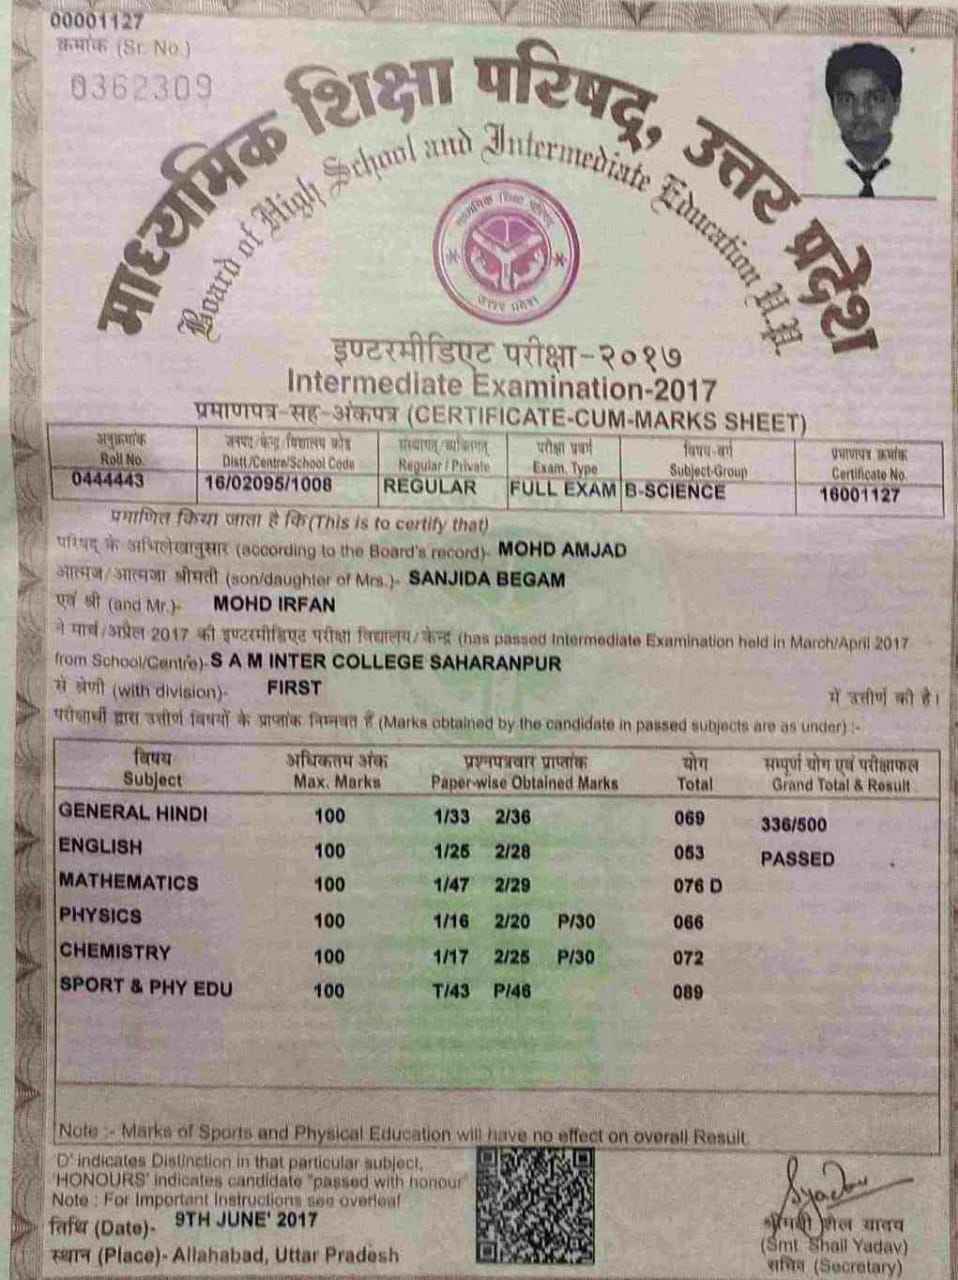 00001127
क्रमांक (Sr. No.)
0362309
माध्यमिक शिक्षा परिषद्, उत्तर प्रदेश
Board of High School and Intermediate Education U.P.
माध्यमिक शिक्षा परिषद
उत्तर प्रदेश
इण्टरमीडिएट परीक्षा-२०१७
Intermediate Examination-2017
प्रमाणपत्र-सह-अंकपत्र (CERTIFICATE-CUM-MARKS SHEET)
अनुक्रमांक जनपद/केन्द्र/विद्यालय कोड संस्थागत/व्यक्तिगत परीक्षा प्रवर्ग विषय-वर्ग प्रमाणपत्र क्रमांक
Roll No. Distt./Centre/School Code Regular / Private Exam. Type Subject-Group Certificate No.
0444443 16/02095/1008 REGULAR FULL EXAM B-SCIENCE 16001127
प्रमाणित किया जाता है कि (This is to certify that)
परिषद् के अभिलेखानुसार (according to the Board's record)- MOHD AMJAD
आत्मज/आत्मजा श्रीमती (son/daughter of Mrs.)- SANJIDA BEGAM
एवं श्री (and Mr.)- MOHD IRFAN
ने मार्च/अप्रैल 2017 की इण्टरमीडिएट परीक्षा विद्यालय/केन्द्र (has passed Intermediate Examination held in March/April 2017
from School/Centre)- S A M INTER COLLEGE SAHARANPUR
से श्रेणी (with division)- FIRST में उत्तीर्ण की है।
परीक्षार्थी द्वारा उत्तीर्ण विषयों के प्राप्तांक निम्नवत हैं (Marks obtained by the candidate in passed subjects are as under) :-
विषय अधिकतम अंक प्रश्नपत्रवार प्राप्तांक योग सम्पूर्ण योग एवं परीक्षाफल
Subject Max. Marks Paper-wise Obtained Marks Total Grand Total & Result
GENERAL HINDI 100 1/33 2/36 069 336/500
ENGLISH 100 1/25 2/28 053 PASSED
MATHEMATICS 100 1/47 2/29 076 D
PHYSICS 100 1/16 2/20 P/30 066
CHEMISTRY 100 1/17 2/25 P/30 072
SPORT & PHY EDU 100 T/43 P/46 089
Note :- Marks of Sports and Physical Education will have no effect on overall Result.
'D' indicates Distinction in that particular subject,
'HONOURS' indicates candidate "passed with honour"
Note : For Important Instructions see overleaf
तिथि (Date)- 9TH JUNE' 2017
स्थान (Place)- Allahabad, Uttar Pradesh
Syadav
श्रीमती शैल यादव
(Smt. Shail Yadav)
सचिव (Secretary)